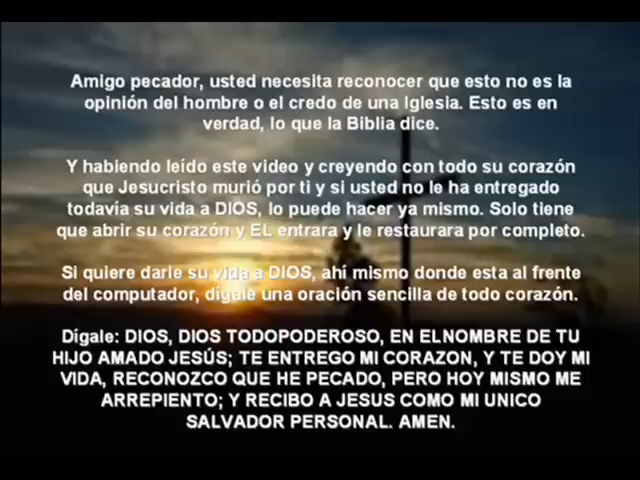 Amigo pecador, usted necesita reconocer que esto no es la
opinión del hombre o el credo de una Iglesia. Esto es en
verdad, lo que la Biblia dice.
Y habiendo leído este video y creyendo con todo su corazón
que Jesucristo murió por ti y si usted no le ha entregado
todavía su vida a DIOS, lo puede hacer ya mismo. Solo tiene
que abrir su corazón y EL entrara y le restaurara por completo.
Si quiere darle su vida a DIOS, ahí mismo donde esta al frente
del computador, dígale una oración sencilla de todo corazón.
Dígale: DIOS, DIOS TODOPODEROSO, EN ELNOMBRE DE TU
HIJO AMADO JESÚS; TE ENTREGO MI CORAZON, Y TE DOY MI
VIDA, RECONOZCO QUE HE PECADO, PERO HOY MISMO ME
ARREPIENTO; Y RECIBO A JESUS COMO MI UNICO
SALVADOR PERSONAL. AMEN.